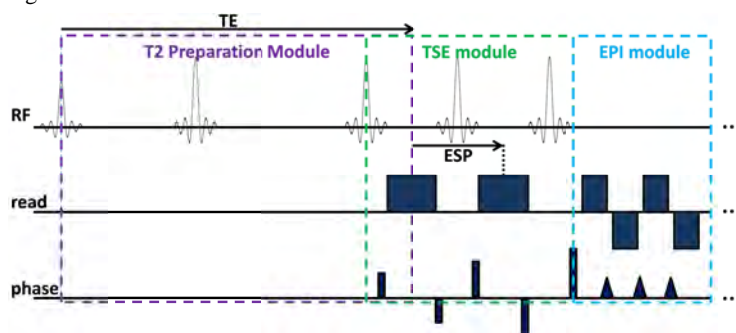 TE
T2 Preparation Module
TSE module
EPI module
RF
ESP
read
phase